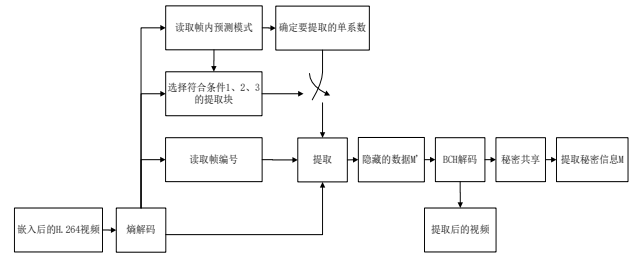 读取帧内预测模式
确定要提取的单系数
选择符合条件1、2、3
的提取块
读取帧编号
提取
隐藏的数据M'
BCH解码
秘密共享
提取秘密信息M
嵌入后的H.264视频
熵解码
提取后的视频